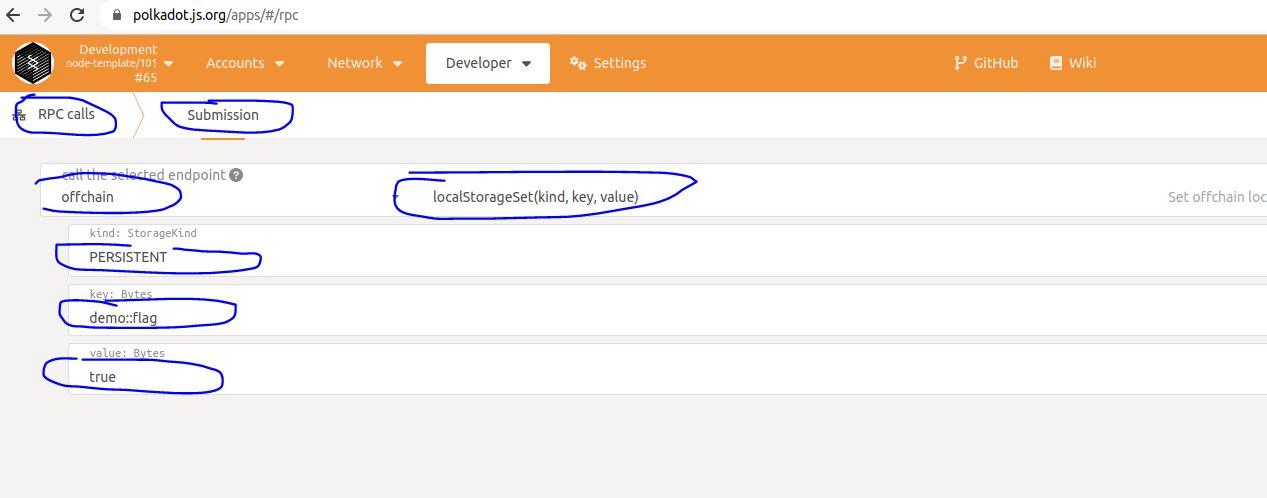 polkadot.js.org/apps/#/rpc
Development
node-template/101
#65
Accounts
Network
Developer
Settings
GitHub
Wiki
RPC calls
Submission
call the selected endpoint
offchain
localStorageSet(kind, key, value)
Set offchain loc
kind: StorageKind
PERSISTENT
key: Bytes
demo::flag
value: Bytes
true